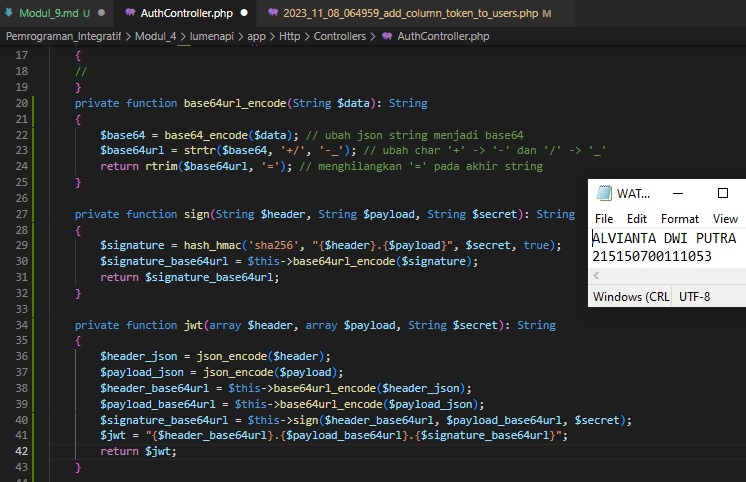 Modul_9.md U
AuthController.php
2023_11_08_064959_add_column_token_to_users.php M
Pemrograman_Integratif > Modul_4 > lumenapi > app > Http > Controllers > AuthController.php
17 {
18 //
19 }
20 private function base64url_encode(String $data): String
21 {
22 $base64 = base64_encode($data); // ubah json string menjadi base64
23 $base64url = strtr($base64, '+/', '-_'); // ubah char '+' -> '-' dan '/' -> '_'
24 return rtrim($base64url, '='); // menghilangkan '=' pada akhir string
25 }
26
27 private function sign(String $header, String $payload, String $secret): String
28 {
29 $signature = hash_hmac('sha256', "{$header}.{$payload}", $secret, true);
30 $signature_base64url = $this->base64url_encode($signature);
31 return $signature_base64url;
32 }
33
34 private function jwt(array $header, array $payload, String $secret): String
35 {
36 $header_json = json_encode($header);
37 $payload_json = json_encode($payload);
38 $header_base64url = $this->base64url_encode($header_json);
39 $payload_base64url = $this->base64url_encode($payload_json);
40 $signature_base64url = $this->sign($header_base64url, $payload_base64url, $secret);
41 $jwt = "{$header_base64url}.{$payload_base64url}.{$signature_base64url}";
42 return $jwt;
43 }
WAT...
File Edit Format View
ALVIANTA DWI PUTRA
215150700111053
Windows (CRL UTF-8